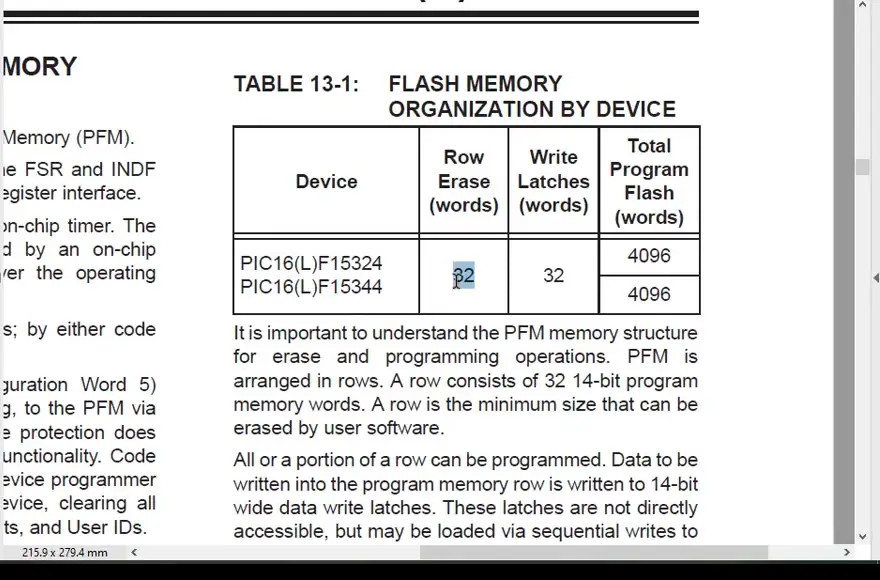 MORY
Memory (PFM).
e FSR and INDF
egister interface.
on-chip timer. The
d by an on-chip
ver the operating
s; by either code
guration Word 5)
g, to the PFM via
e protection does
unctionality. Code
evice programmer
evice, clearing all
ts, and User IDs.
TABLE 13-1: FLASH MEMORY
ORGANIZATION BY DEVICE
Device
Row
Erase
(words)
Write
Latches
(words)
Total
Program
Flash
(words)
PIC16(L)F15324
PIC16(L)F15344
32
32
4096
4096
It is important to understand the PFM memory structure
for erase and programming operations. PFM is
arranged in rows. A row consists of 32 14-bit program
memory words. A row is the minimum size that can be
erased by user software.
All or a portion of a row can be programmed. Data to be
written into the program memory row is written to 14-bit
wide data write latches. These latches are not directly
accessible, but may be loaded via sequential writes to
215.9 x 279.4 mm